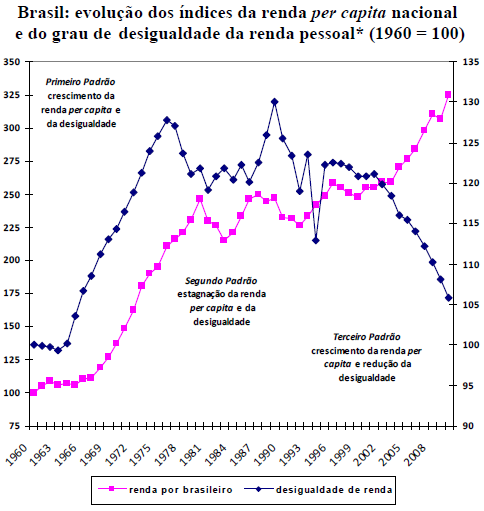 Brasil: evolução dos índices da renda per capita nacional
e do grau de desigualdade da renda pessoal* (1960 = 100)
350
325
300
275
250
225
200
175
150
125
100
75
135
130
125
120
115
110
105
100
95
90
Primeiro Padrão
crescimento da
renda per capita e
da desigualdade
Segundo Padrão
estagnação da renda
per capita e da
desigualdade
Terceiro Padrão
crescimento da renda per
capita e redução da
desigualdade
1960
1963
1966
1969
1972
1975
1978
1981
1984
1987
1990
1993
1996
1999
2002
2005
2008
renda por brasileiro
desigualdade de renda